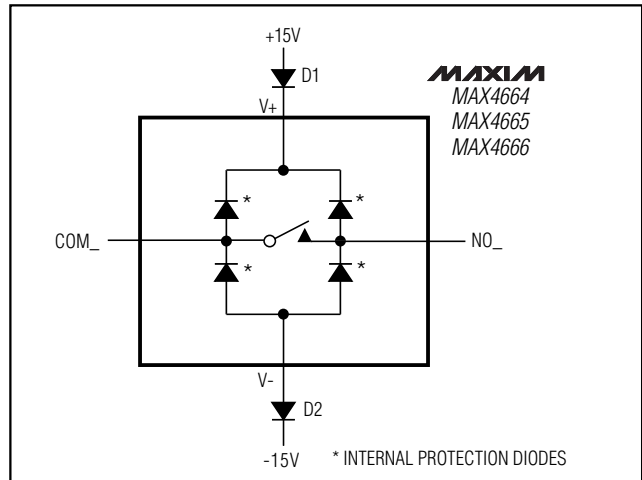 +15V
D1
V+
MAXIM
MAX4664
MAX4665
MAX4666
*
*
COM_
NO_
*
*
V-
D2
-15V
* INTERNAL PROTECTION DIODES